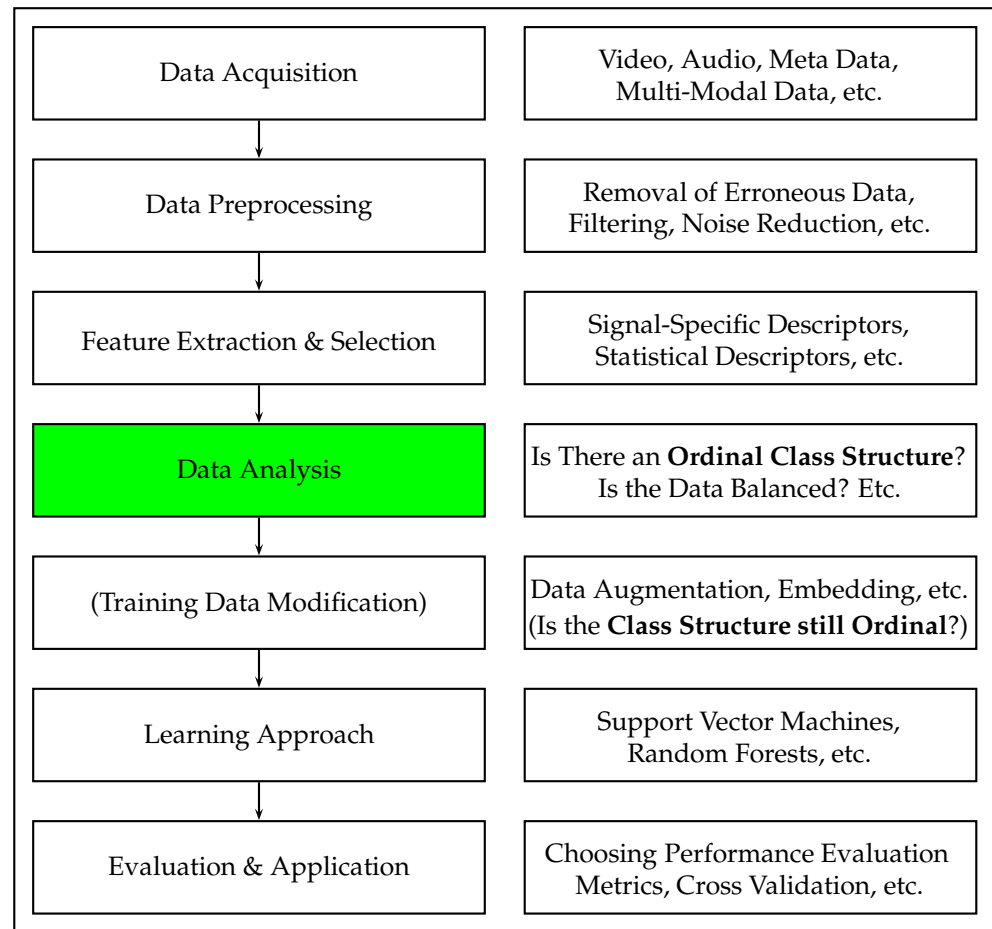 Data Acquisition
Video, Audio, Meta Data,
Multi-Modal Data, etc.
Data Preprocessing
Removal of Erroneous Data,
Filtering, Noise Reduction, etc.
Feature Extraction & Selection
Signal-Specific Descriptors,
Statistical Descriptors, etc.
Data Analysis
Is There an Ordinal Class Structure?
Is the Data Balanced? Etc.
(Training Data Modification)
Data Augmentation, Embedding, etc.
(Is the Class Structure still Ordinal?)
Learning Approach
Support Vector Machines,
Random Forests, etc.
Evaluation & Application
Choosing Performance Evaluation
Metrics, Cross Validation, etc.